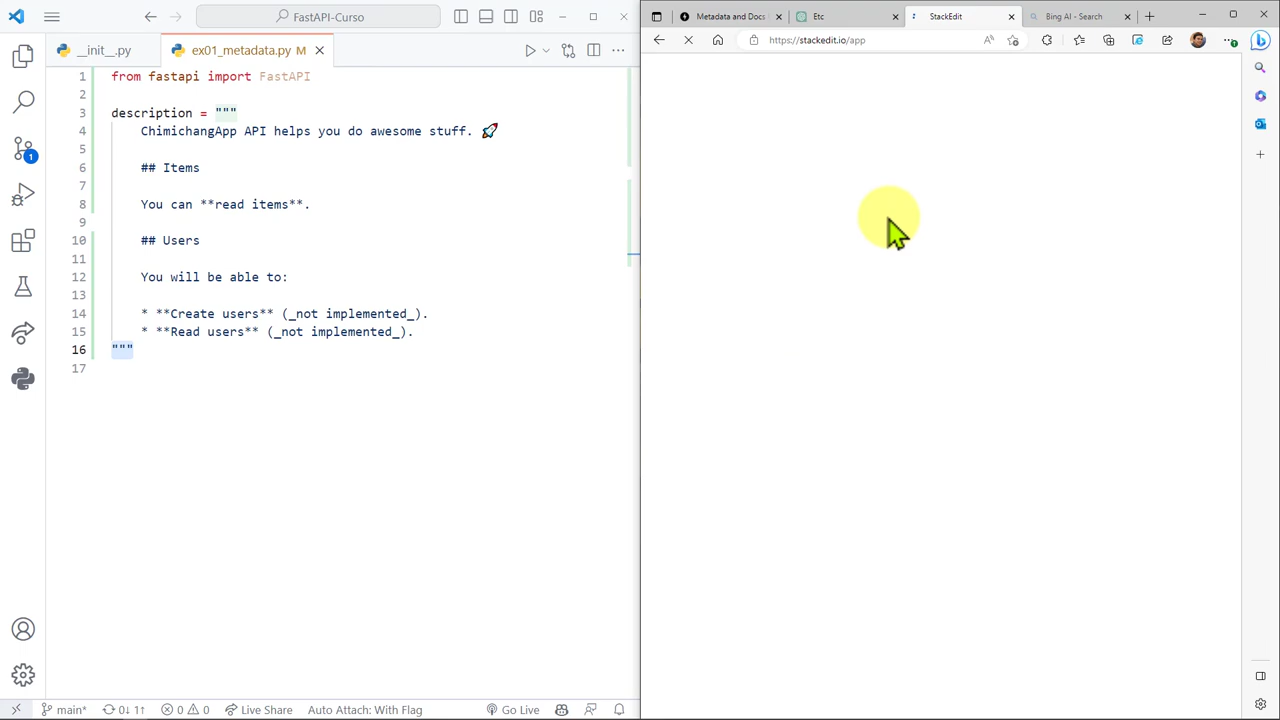 FastAPI-Curso
__init__.py
ex01_metadata.py M
1 from fastapi import FastAPI
2
3 description = """
4 ChimichangApp API helps you do awesome stuff. 🚀
5
6 ## Items
7
8 You can **read items**.
9
10 ## Users
11
12 You will be able to:
13
14 * **Create users** (_not implemented_).
15 * **Read users** (_not implemented_).
16 """
17
1
main* 0↓ 1↑ 0 0 Live Share Auto Attach: With Flag Go Live
Metadata and Docs
Etc
StackEdit
Bing AI - Search
https://stackedit.io/app